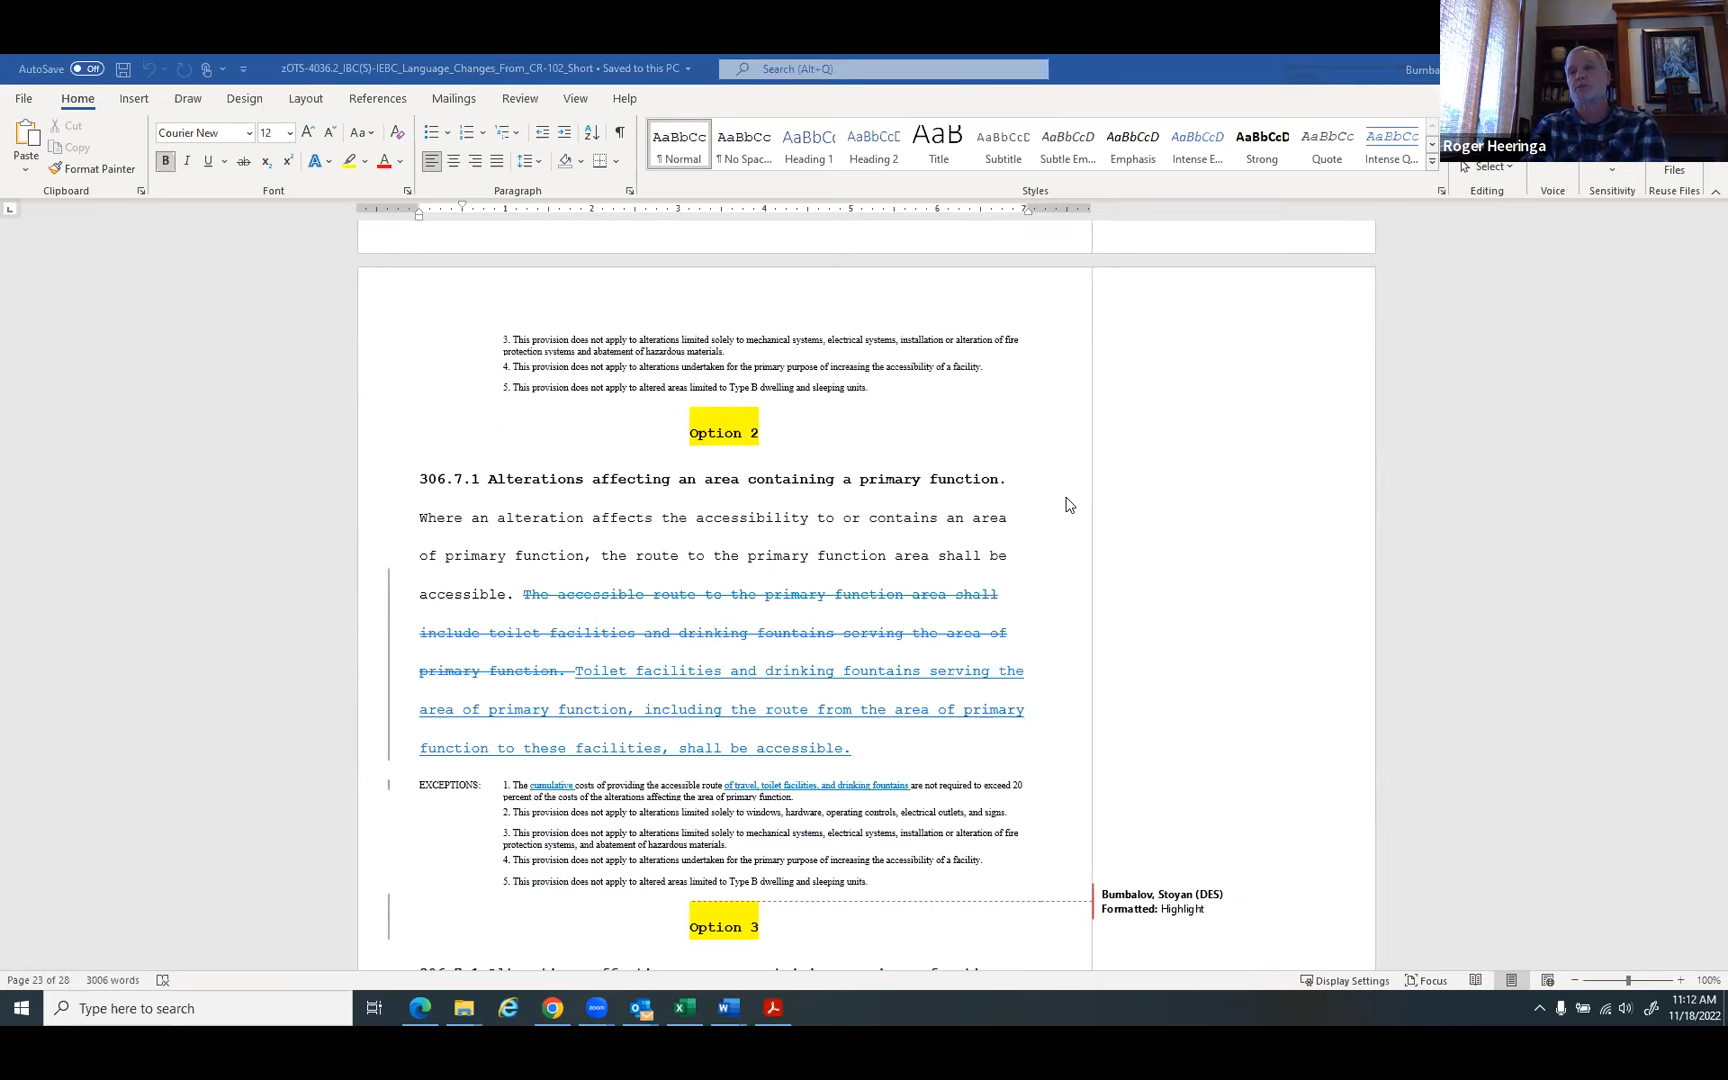 AutoSave Off
zOTS-4036.2_IBC(S)-IEBC_Language_Changes_From_CR-102_Short • Saved to this PC
Search (Alt+Q)
Bumba
Roger Heeringa
File Home Insert Draw Design Layout References Mailings Review View Help
Paste
Cut
Copy
Format Painter
Clipboard
Courier New 12
Font
Paragraph
AaBbCc AaBbCc AaBbCc AaBbCcD AaB AaBbCcD AaBbCcD AaBbCcD AaBbCcD AaBbCcD AaBbCcD AaBbCcD
¶ Normal ¶ No Spac... Heading 1 Heading 2 Title Subtitle Subtle Em... Emphasis Intense E... Strong Quote Intense Q...
Styles
Select
Editing
Voice
Sensitivity
Files
Reuse Files
1 2 3 4 5 6 7
3. This provision does not apply to alterations limited solely to mechanical systems, electrical systems, installation or alteration of fire
protection systems and abatement of hazardous materials.
4. This provision does not apply to alterations undertaken for the primary purpose of increasing the accessibility of a facility.
5. This provision does not apply to altered areas limited to Type B dwelling and sleeping units.
Option 2
306.7.1 Alterations affecting an area containing a primary function.
Where an alteration affects the accessibility to or contains an area
of primary function, the route to the primary function area shall be
accessible. The accessible route to the primary function area shall
include toilet facilities and drinking fountains serving the area of
primary function. Toilet facilities and drinking fountains serving the
area of primary function, including the route from the area of primary
function to these facilities, shall be accessible.
EXCEPTIONS: 1. The cumulative costs of providing the accessible route of travel, toilet facilities, and drinking fountains are not required to exceed 20
percent of the costs of the alterations affecting the area of primary function.
2. This provision does not apply to alterations limited solely to windows, hardware, operating controls, electrical outlets, and signs.
3. This provision does not apply to alterations limited solely to mechanical systems, electrical systems, installation or alteration of fire
protection systems, and abatement of hazardous materials.
4. This provision does not apply to alterations undertaken for the primary purpose of increasing the accessibility of a facility.
5. This provision does not apply to altered areas limited to Type B dwelling and sleeping units.
Bumbalov, Stoyan (DES)
Formatted: Highlight
Option 3
Page 23 of 28 3006 words
Display Settings Focus 100%
Type here to search
11:12 AM
11/18/2022